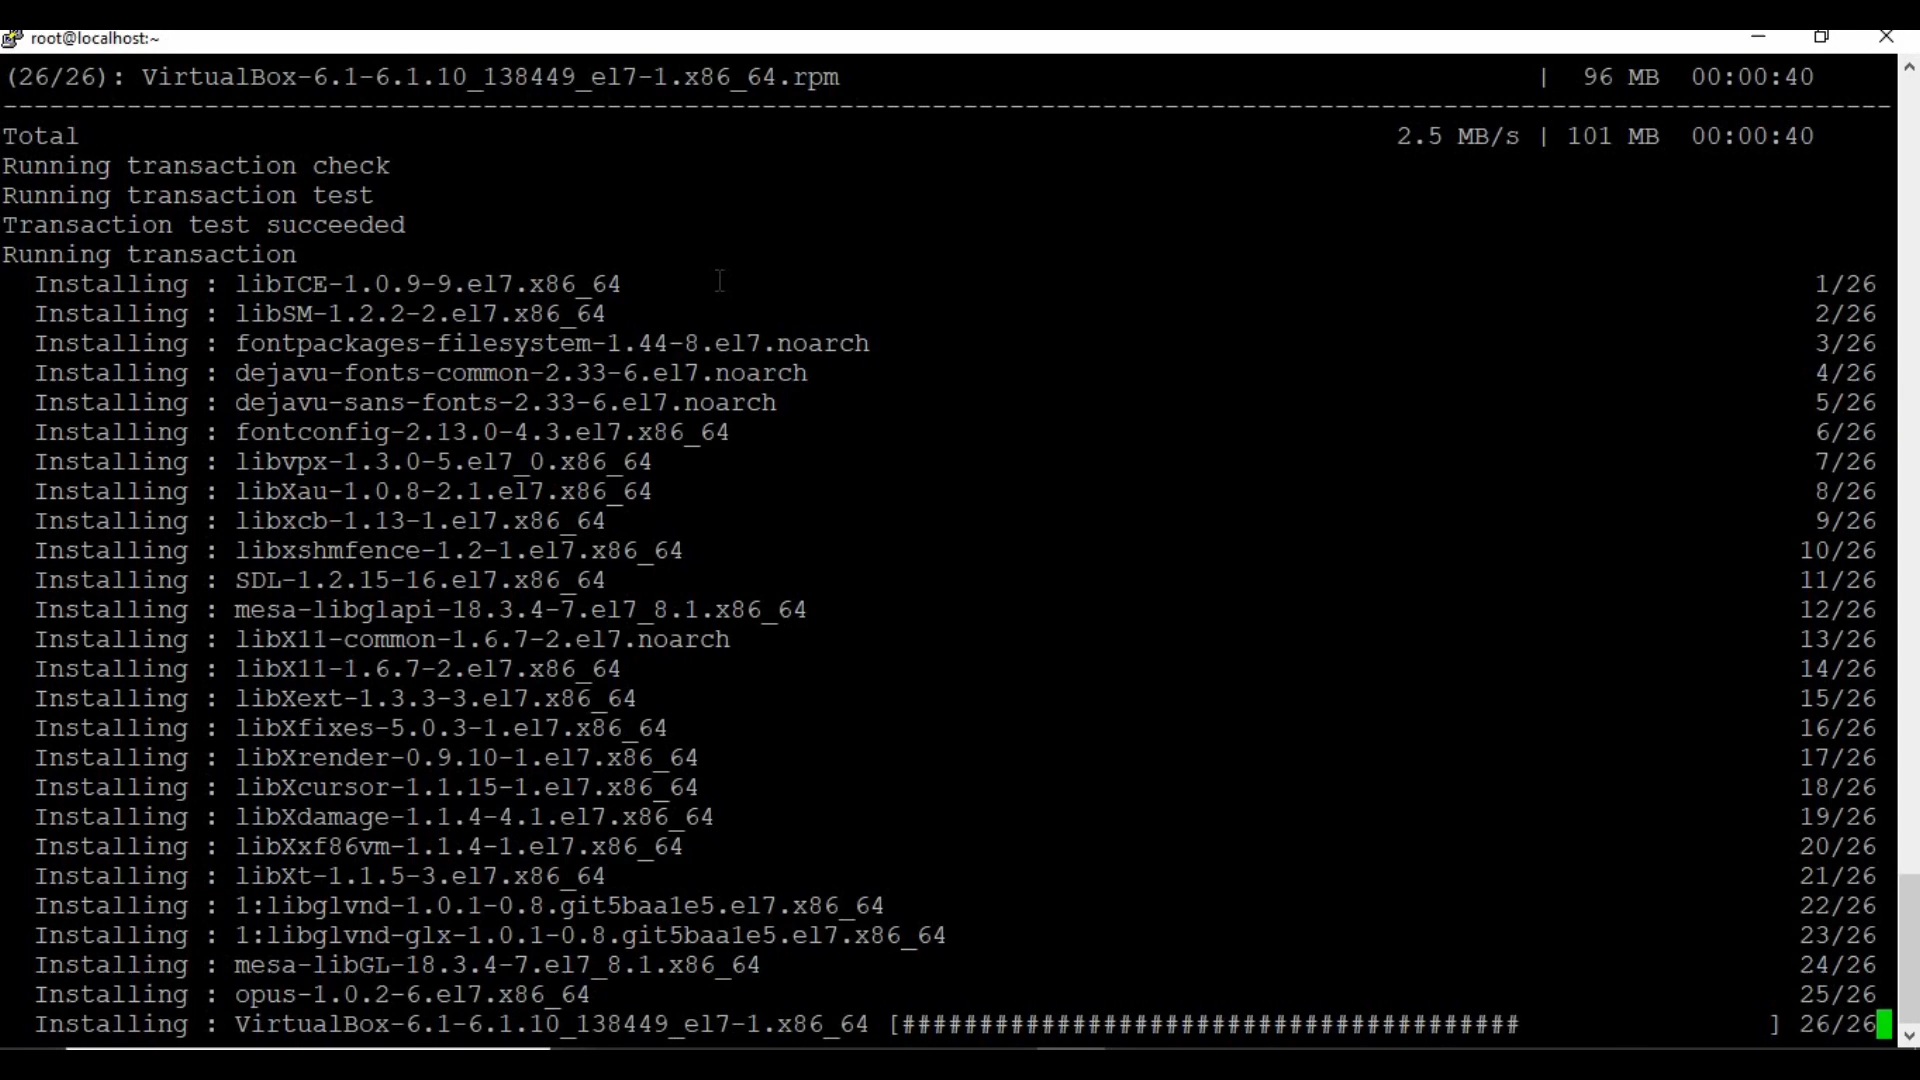 root@localhost:~
(26/26): VirtualBox-6.1-6.1.10_138449_el7-1.x86_64.rpm | 96 MB 00:00:40
--------------------------------------------------------------------------------------------------------------------------
Total 2.5 MB/s | 101 MB 00:00:40
Running transaction check
Running transaction test
Transaction test succeeded
Running transaction
Installing : libICE-1.0.9-9.el7.x86_64 1/26
Installing : libSM-1.2.2-2.el7.x86_64 2/26
Installing : fontpackages-filesystem-1.44-8.el7.noarch 3/26
Installing : dejavu-fonts-common-2.33-6.el7.noarch 4/26
Installing : dejavu-sans-fonts-2.33-6.el7.noarch 5/26
Installing : fontconfig-2.13.0-4.3.el7.x86_64 6/26
Installing : libvpx-1.3.0-5.el7_0.x86_64 7/26
Installing : libXau-1.0.8-2.1.el7.x86_64 8/26
Installing : libxcb-1.13-1.el7.x86_64 9/26
Installing : libxshmfence-1.2-1.el7.x86_64 10/26
Installing : SDL-1.2.15-16.el7.x86_64 11/26
Installing : mesa-libglapi-18.3.4-7.el7_8.1.x86_64 12/26
Installing : libX11-common-1.6.7-2.el7.noarch 13/26
Installing : libX11-1.6.7-2.el7.x86_64 14/26
Installing : libXext-1.3.3-3.el7.x86_64 15/26
Installing : libXfixes-5.0.3-1.el7.x86_64 16/26
Installing : libXrender-0.9.10-1.el7.x86_64 17/26
Installing : libXcursor-1.1.15-1.el7.x86_64 18/26
Installing : libXdamage-1.1.4-4.1.el7.x86_64 19/26
Installing : libXxf86vm-1.1.4-1.el7.x86_64 20/26
Installing : libXt-1.1.5-3.el7.x86_64 21/26
Installing : 1:libglvnd-1.0.1-0.8.git5baa1e5.el7.x86_64 22/26
Installing : 1:libglvnd-glx-1.0.1-0.8.git5baa1e5.el7.x86_64 23/26
Installing : mesa-libGL-18.3.4-7.el7_8.1.x86_64 24/26
Installing : opus-1.0.2-6.el7.x86_64 25/26
Installing : VirtualBox-6.1-6.1.10_138449_el7-1.x86_64 [######################################## ] 26/26